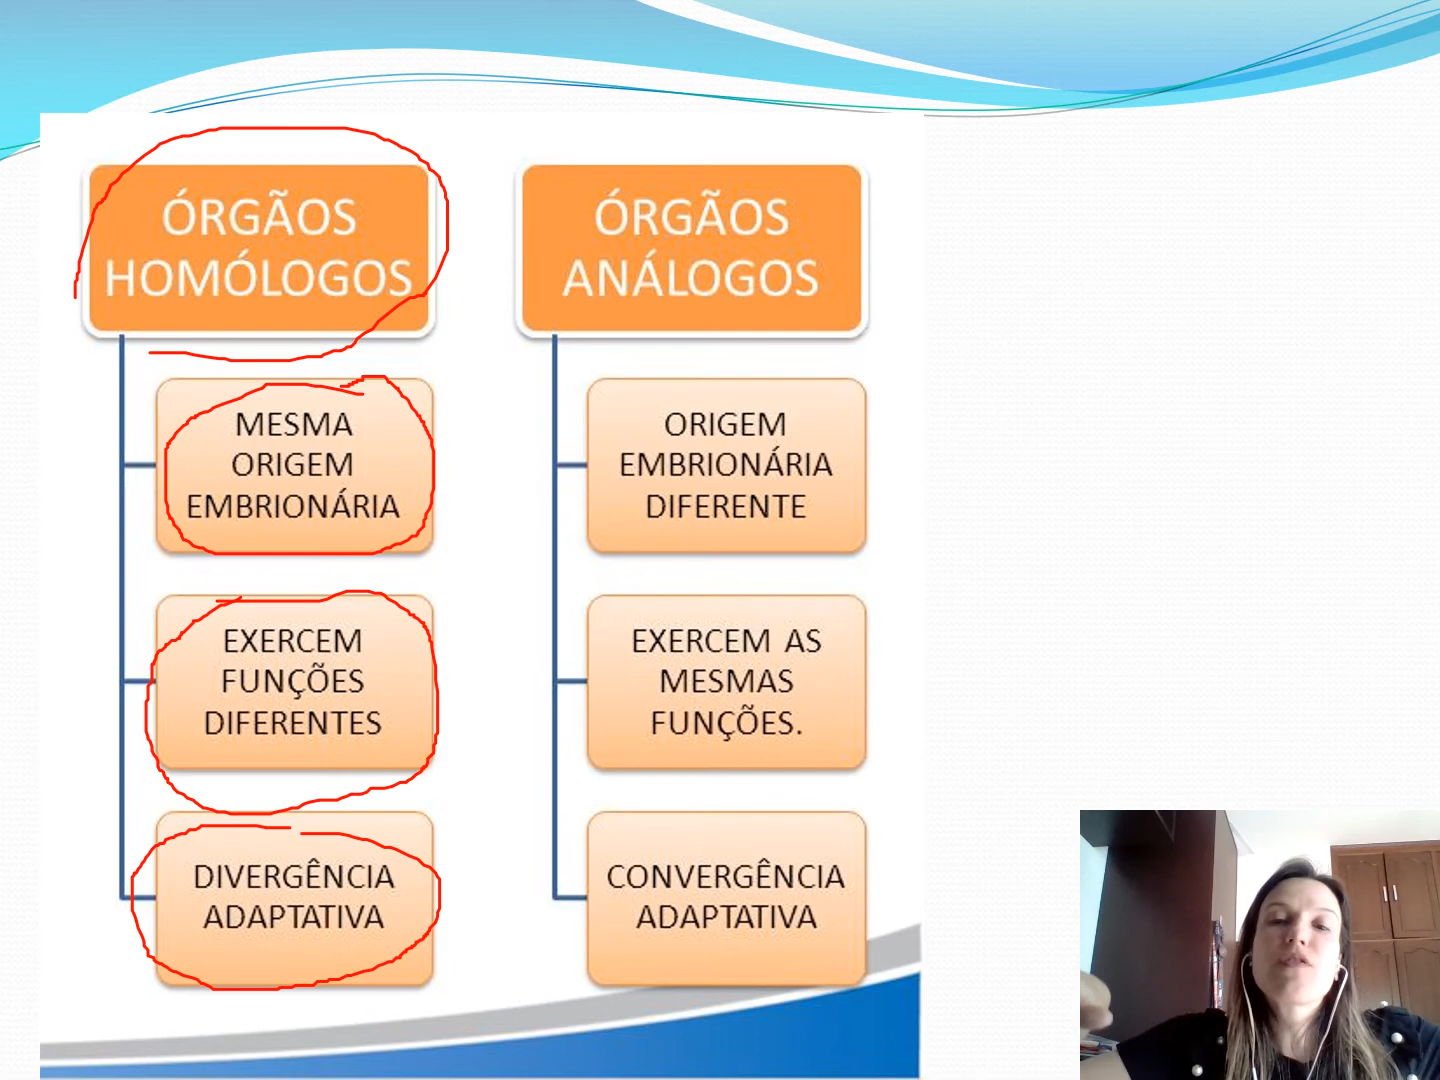 ÓRGÃOS
HOMÓLOGOS
MESMA
ORIGEM
EMBRIONÁRIA
EXERCEM
FUNÇÕES
DIFERENTES
DIVERGÊNCIA
ADAPTATIVA
ÓRGÃOS
ANÁLOGOS
ORIGEM
EMBRIONÁRIA
DIFERENTE
EXERCEM AS
MESMAS
FUNÇÕES.
CONVERGÊNCIA
ADAPTATIVA